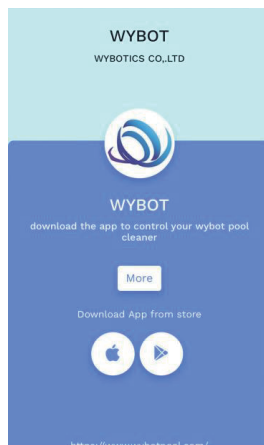 WYBOT
WYBOTICS CO,.LTD
WYBOT
download the app to control your wybot pool
cleaner
More
Download App from store